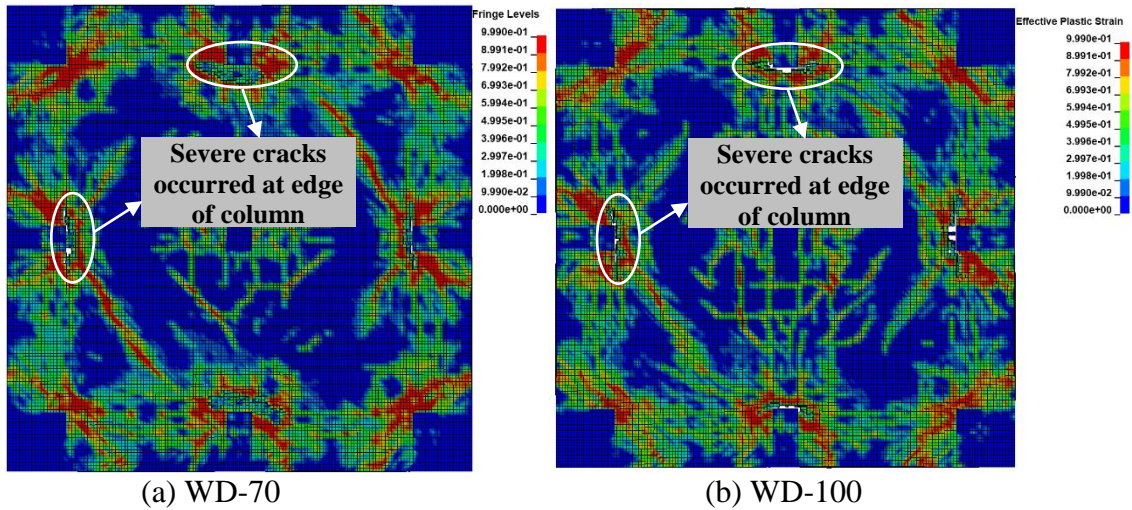 Fringe Levels
9.990e-01
8.991e-01
7.992e-01
6.993e-01
5.994e-01
4.995e-01
3.996e-01
2.997e-01
1.998e-01
9.990e-02
0.000e+00
Severe cracks
occurred at edge
of column
(a) WD-70
Effective Plastic Strain
9.990e-01
8.991e-01
7.992e-01
6.993e-01
5.994e-01
4.995e-01
3.996e-01
2.997e-01
1.998e-01
9.990e-02
0.000e+00
Severe cracks
occurred at edge
of column
(b) WD-100